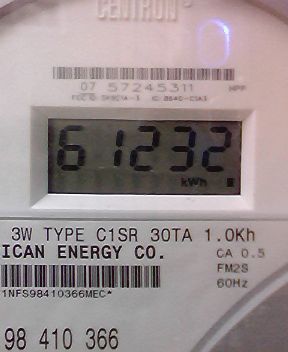 CENTRON®
07 57245311 MPP
61232
kWh
3W TYPE C1SR 30TA 1.0Kh
ICAN ENERGY CO. CA 0.5
FM2S
1NFS98410366MEC* 60Hz
98 410 366